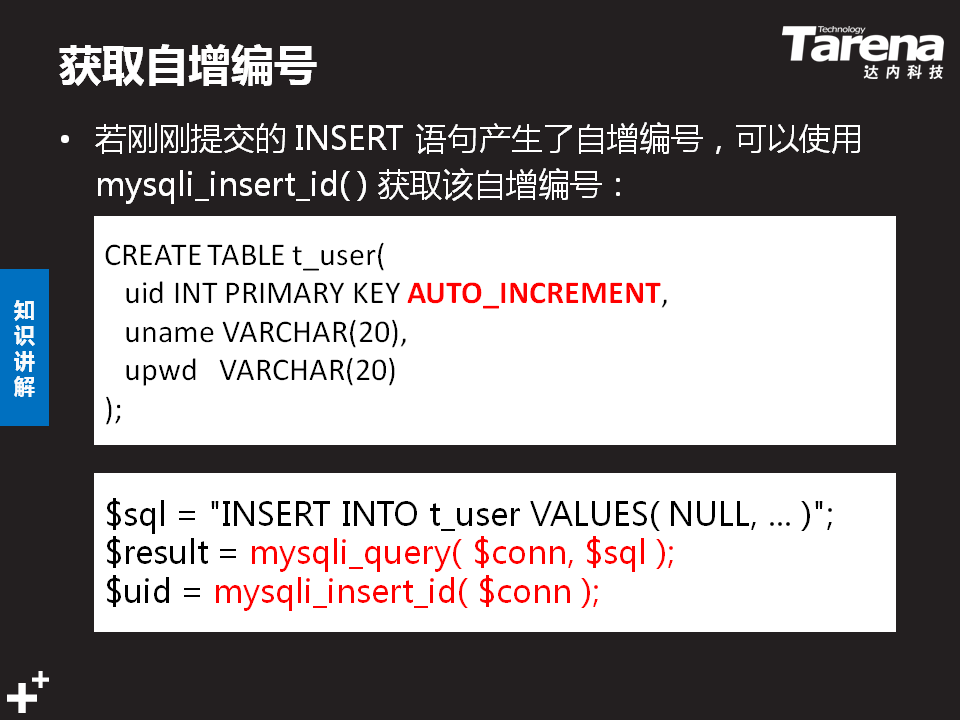 获取自增编号
Technology
Tarena
达内科技
• 若刚刚提交的 INSERT 语句产生了自增编号，可以使用
mysqli_insert_id( ) 获取该自增编号：
CREATE TABLE t_user(
uid INT PRIMARY KEY AUTO_INCREMENT,
uname VARCHAR(20),
upwd VARCHAR(20)
);
知识讲解
$sql = "INSERT INTO t_user VALUES( NULL, … )";
$result = mysqli_query( $conn, $sql );
$uid = mysqli_insert_id( $conn );